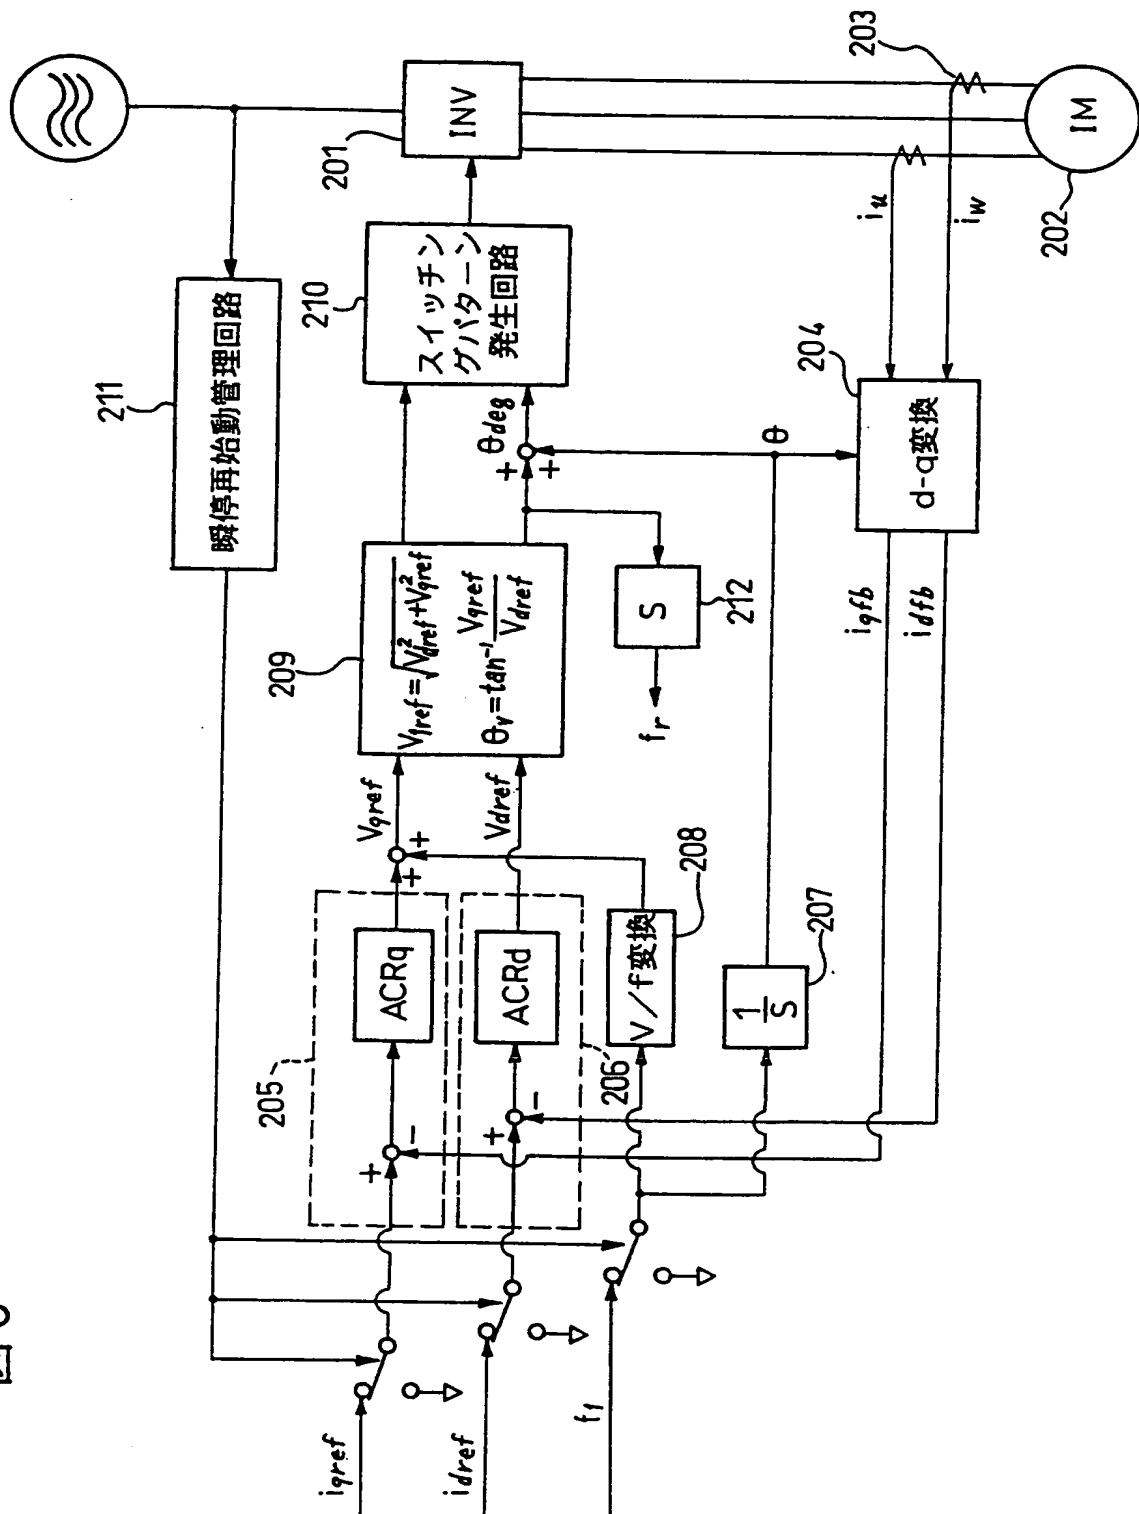 211
瞬停再始動管理回路
201
INV
203
IM
202
iu
iw
210
スイッチン
グパターン
発生回路
θdeg
+
+
204
d-q変換
θ
209
V1ref=√V²dref+V²qref
θv=tan⁻¹ Vqref/Vdref
S
212
fr
iqfb
idfb
Vqref
Vdref
+
+
205
ACRq
+
-
206
ACRd
+
-
208
V/f変換
207
1/S
iqref
idref
f1